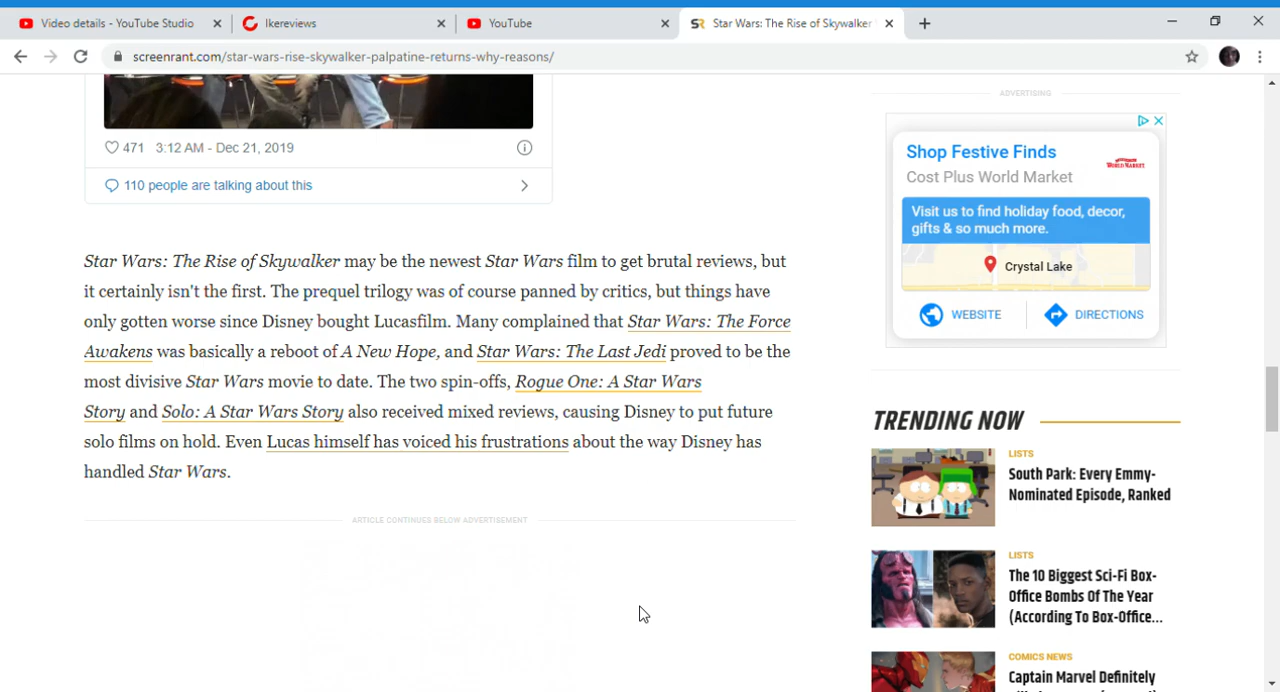 Video details - YouTube Studio
Ikereviews
YouTube
SR Star Wars: The Rise of Skywalker
screenrant.com/star-wars-rise-skywalker-palpatine-returns-why-reasons/
471 3:12 AM - Dec 21, 2019
110 people are talking about this
Star Wars: The Rise of Skywalker may be the newest Star Wars film to get brutal reviews, but
it certainly isn't the first. The prequel trilogy was of course panned by critics, but things have
only gotten worse since Disney bought Lucasfilm. Many complained that Star Wars: The Force
Awakens was basically a reboot of A New Hope, and Star Wars: The Last Jedi proved to be the
most divisive Star Wars movie to date. The two spin-offs, Rogue One: A Star Wars
Story and Solo: A Star Wars Story also received mixed reviews, causing Disney to put future
solo films on hold. Even Lucas himself has voiced his frustrations about the way Disney has
handled Star Wars.
ARTICLE CONTINUES BELOW ADVERTISEMENT
ADVERTISING
Shop Festive Finds
Cost Plus World Market
WORLD MARKET
Visit us to find holiday food, decor,
gifts & so much more.
Crystal Lake
WEBSITE
DIRECTIONS
TRENDING NOW
LISTS
South Park: Every Emmy-
Nominated Episode, Ranked
LISTS
The 10 Biggest Sci-Fi Box-
Office Bombs Of The Year
(According To Box-Office...
COMICS NEWS
Captain Marvel Definitely